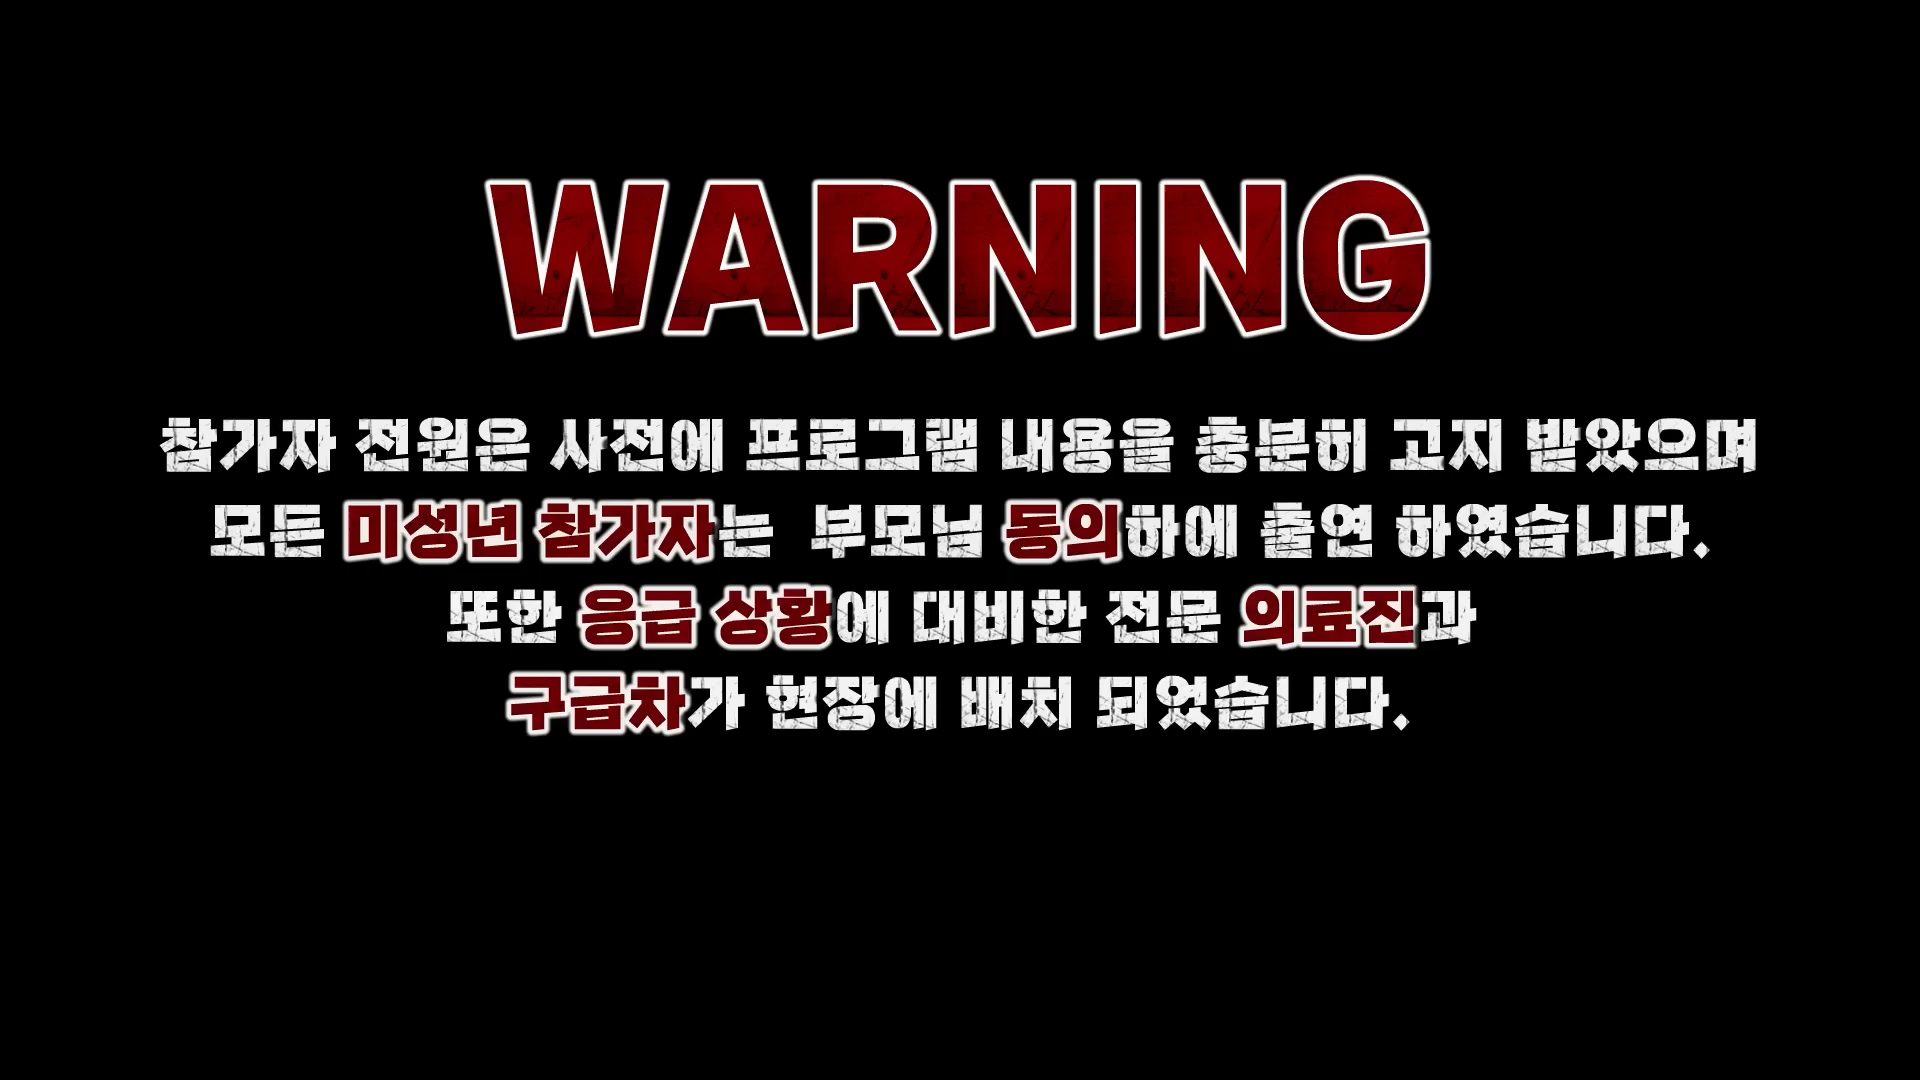 WARNING
참가자 전원은 사전에 프로그램 내용을 충분히 고지 받았으며
모든 미성년 참가자는 부모님 동의하에 출연 하였습니다.
또한 응급 상황에 대비한 전문 의료진과
구급차가 현장에 배치 되었습니다.